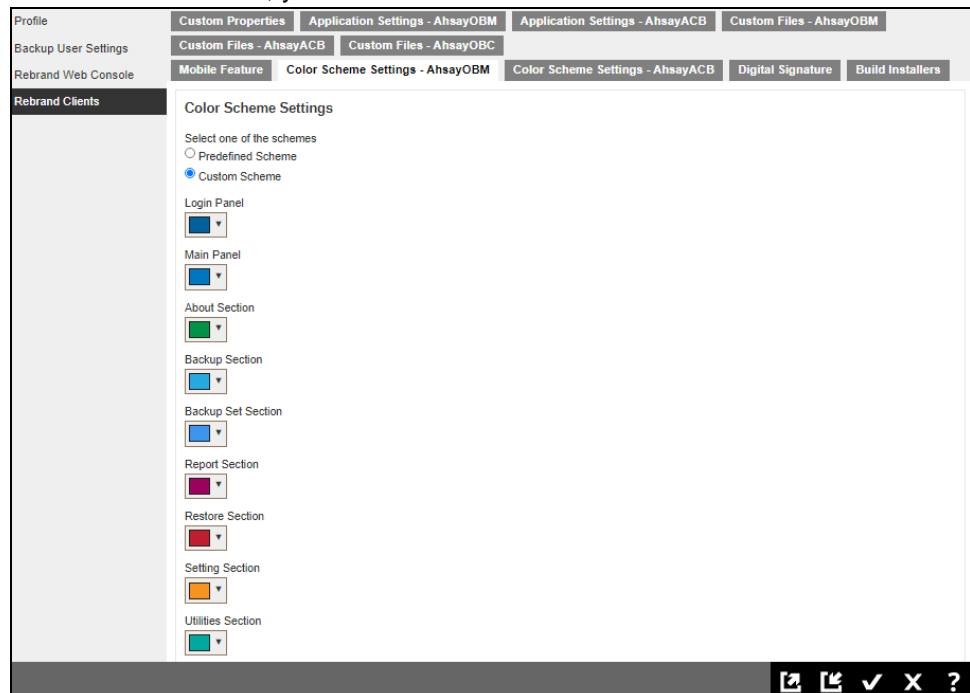 Profile
Backup User Settings
Rebrand Web Console
Rebrand Clients
Custom Properties Application Settings - AhsayOBM Application Settings - AhsayACB Custom Files - AhsayOBM
Custom Files - AhsayACB Custom Files - AhsayOBC
Mobile Feature Color Scheme Settings - AhsayOBM Color Scheme Settings - AhsayACB Digital Signature Build Installers
Color Scheme Settings
Select one of the schemes
Predefined Scheme
Custom Scheme
Login Panel
Main Panel
About Section
Backup Section
Backup Set Section
Report Section
Restore Section
Setting Section
Utilities Section
?